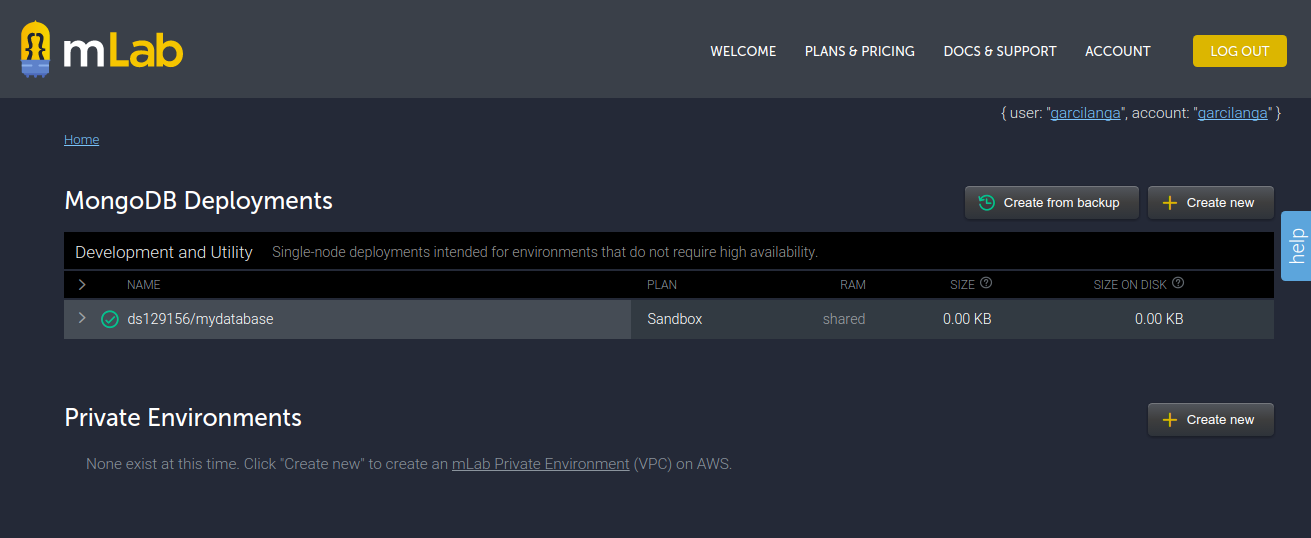 mLab
WELCOME PLANS & PRICING DOCS & SUPPORT ACCOUNT LOG OUT
{ user: "garcilanga", account: "garcilanga" }
Home
MongoDB Deployments
Create from backup
Create new
help
Development and Utility Single-node deployments intended for environments that do not require high availability.
NAME PLAN RAM SIZE SIZE ON DISK
ds129156/mydatabase Sandbox shared 0.00 KB 0.00 KB
Private Environments
Create new
None exist at this time. Click "Create new" to create an mLab Private Environment (VPC) on AWS.